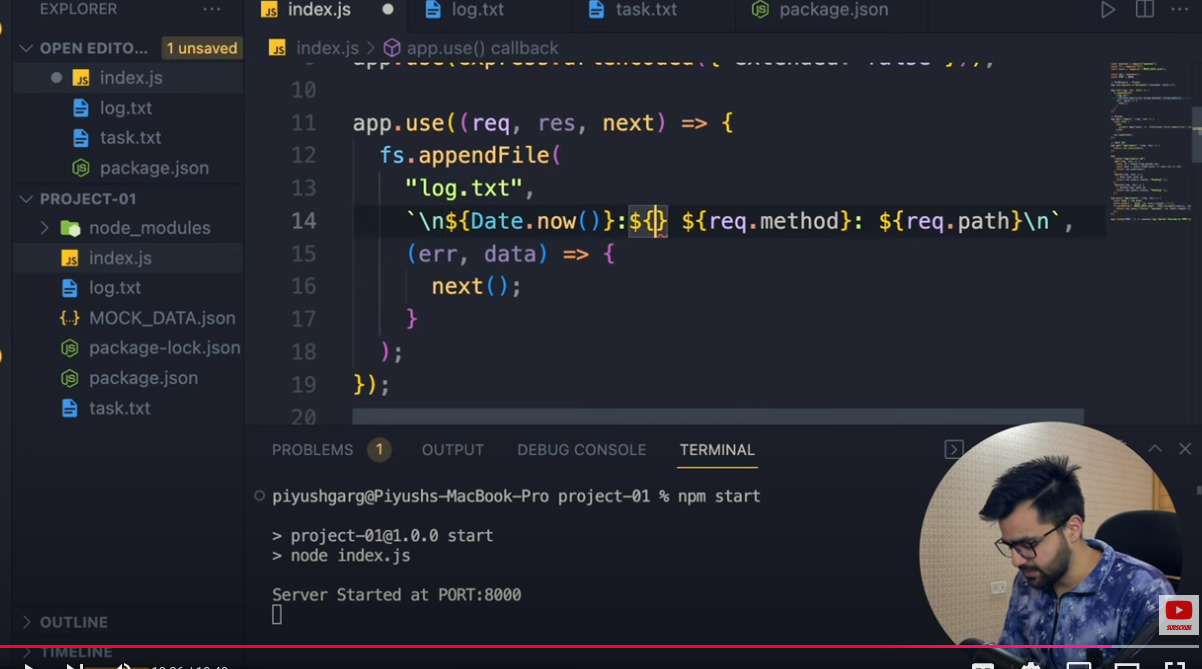 EXPLORER
index.js
log.txt
task.txt
package.json
OPEN EDITO... 1 unsaved
index.js
log.txt
task.txt
package.json
PROJECT-01
node_modules
index.js
log.txt
MOCK_DATA.json
package-lock.json
package.json
task.txt
OUTLINE
TIMELINE
index.js > app.use() callback
10
11 app.use((req, res, next) => {
12 fs.appendFile(
13 "log.txt",
14 `\n${Date.now()}:${} ${req.method}: ${req.path}\n`,
15 (err, data) => {
16 next();
17 }
18 );
19 });
20
PROBLEMS 1 OUTPUT DEBUG CONSOLE TERMINAL
piyushgarg@Piyushs-MacBook-Pro project-01 % npm start
> project-01@1.0.0 start
> node index.js
Server Started at PORT:8000
SUBSCRIBE